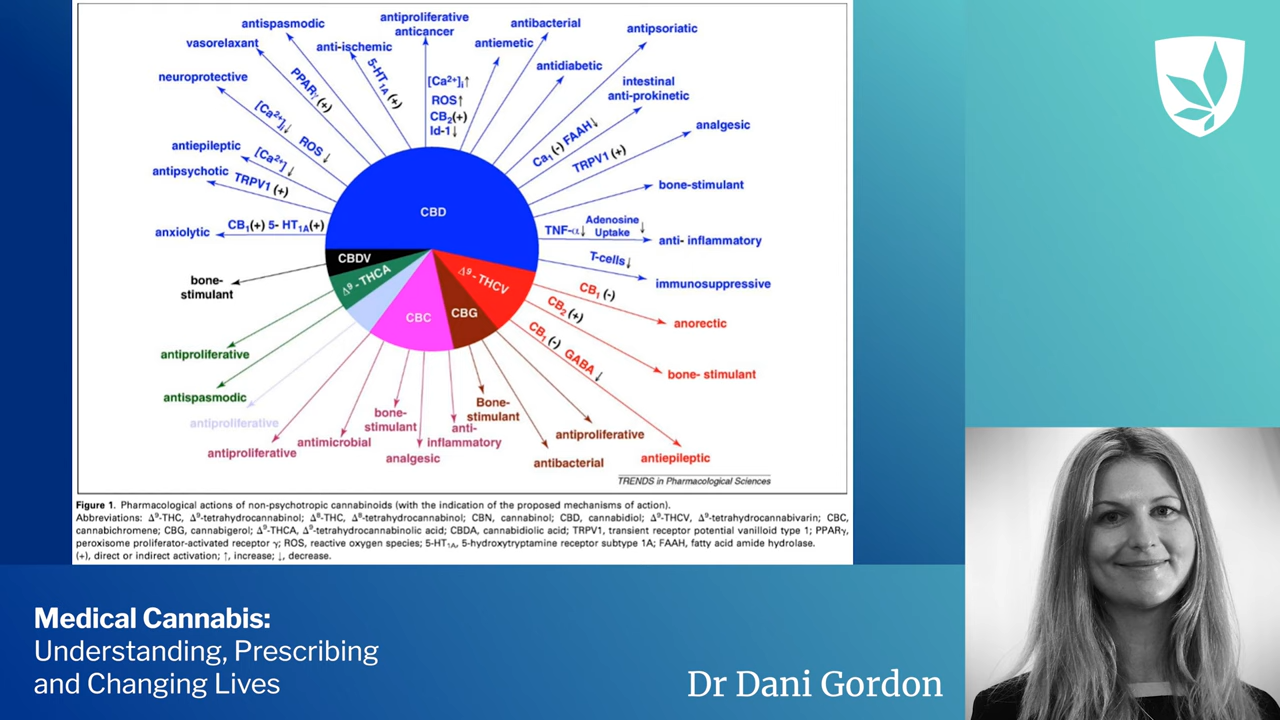 antispasmodic
antiproliferative
anticancer
antibacterial
antipsoriatic
vasorelaxant
anti-ischemic
antiemetic
antidiabetic
neuroprotective
intestinal
anti-prokinetic
PPARγ (+)
5-HT1A (+)
[Ca²⁺]i↑
ROS↑
CB2(+)
Id-1↓
[Ca²⁺]i↓
ROS↓
Ca1 (-) FAAH↓
analgesic
antiepileptic
[Ca²⁺]↓
TRPV1 (+)
antipsychotic
TRPV1 (+)
bone-stimulant
CBD
anxiolytic
CB1(+) 5- HT1A(+)
TNF-α↓
Adenosine
Uptake↓
anti- inflammatory
T-cells↓
immunosuppressive
CBDV
Δ⁹-THCA
CBC
CBG
Δ⁹-THCV
bone-
stimulant
CB1 (-)
anorectic
CB2 (+)
CB1 (-) GABA↓
bone- stimulant
antiproliferative
antispasmodic
antiproliferative
antiproliferative
antimicrobial
bone-
stimulant
analgesic
anti-
inflammatory
Bone-
stimulant
antibacterial
antiproliferative
antiepileptic
TRENDS in Pharmacological Sciences
Figure 1. Pharmacological actions of non-psychotropic cannabinoids (with the indication of the proposed mechanisms of action).
Abbreviations: Δ⁹-THC, Δ⁹-tetrahydrocannabinol; Δ⁸-THC, Δ⁸-tetrahydrocannabinol; CBN, cannabinol; CBD, cannabidiol; Δ⁹-THCV, Δ⁹-tetrahydrocannabivarin; CBC,
cannabichrome; CBG, cannabigerol; Δ⁹-THCA, Δ⁹-tetrahydrocannabinolic acid; CBDA, cannabidiolic acid; TRPV1, transient receptor potential vanilloid type 1; PPARγ,
peroxisome proliferator-activated receptor γ; ROS, reactive oxygen species; 5-HT1A, 5-hydroxytryptamine receptor subtype 1A; FAAH, fatty acid amide hydrolase.
(+), direct or indirect activation; ↑, increase; ↓, decrease.
Medical Cannabis:
Understanding, Prescribing
and Changing Lives
Dr Dani Gordon